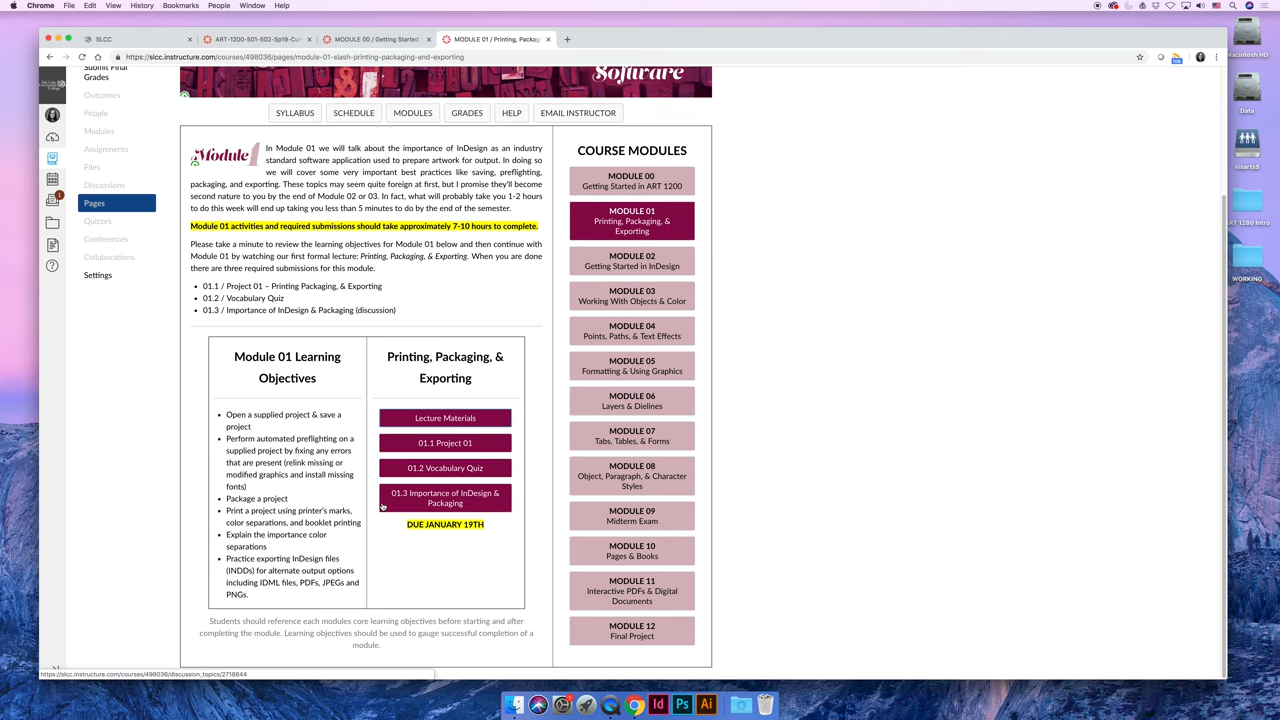 Chrome File Edit View History Bookmarks People Window Help
SLCC
ART-1200-501-502-Sp19-Cur
MODULE 00 / Getting Started
MODULE 01 / Printing, Packag
https://slcc.instructure.com/courses/498036/pages/module-01-slash-printing-packaging-and-exporting
108
Submit Final
Grades
Outcomes
People
Modules
Assignments
Files
Discussions
Pages
Quizzes
Conferences
Collaborations
Settings
1
Software
SYLLABUS
SCHEDULE
MODULES
GRADES
HELP
EMAIL INSTRUCTOR
Module 1
In Module 01 we will talk about the importance of InDesign as an industry
standard software application used to prepare artwork for output. In doing so
we will cover some very important best practices like saving, preflighting,
packaging, and exporting. These topics may seem quite foreign at first, but I promise they'll become
second nature to you by the end of Module 02 or 03. In fact, what will probably take you 1-2 hours
to do this week will end up taking you less than 5 minutes to do by the end of the semester.
Module 01 activities and required submissions should take approximately 7-10 hours to complete.
Please take a minute to review the learning objectives for Module 01 below and then continue with
Module 01 by watching our first formal lecture: Printing, Packaging, & Exporting. When you are done
there are three required submissions for this module.
• 01.1 / Project 01 – Printing Packaging, & Exporting
• 01.2 / Vocabulary Quiz
• 01.3 / Importance of InDesign & Packaging (discussion)
Module 01 Learning
Objectives
• Open a supplied project & save a
project
• Perform automated preflighting on a
supplied project by fixing any errors
that are present (relink missing or
modified graphics and install missing
fonts)
• Package a project
• Print a project using printer's marks,
color separations, and booklet printing
• Explain the importance color
separations
• Practice exporting InDesign files
(INDDs) for alternate output options
including IDML files, PDFs, JPEGs and
PNGs.
Printing, Packaging, &
Exporting
Lecture Materials
01.1 Project 01
01.2 Vocabulary Quiz
01.3 Importance of InDesign &
Packaging
DUE JANUARY 19TH
Students should reference each modules core learning objectives before starting and after
completing the module. Learning objectives should be used to gauge successful completion of a
module.
COURSE MODULES
MODULE 00
Getting Started in ART 1200
MODULE 01
Printing, Packaging, &
Exporting
MODULE 02
Getting Started in InDesign
MODULE 03
Working With Objects & Color
MODULE 04
Points, Paths, & Text Effects
MODULE 05
Formatting & Using Graphics
MODULE 06
Layers & Dielines
MODULE 07
Tabs, Tables, & Forms
MODULE 08
Object, Paragraph, & Character
Styles
MODULE 09
Midterm Exam
MODULE 10
Pages & Books
MODULE 11
Interactive PDFs & Digital
Documents
MODULE 12
Final Project
https://slcc.instructure.com/courses/498036/discussion_topics/2718644
Macintosh HD
Data
visarts5
ART 1280 Intro
WORKING
Id
Ps
Ai